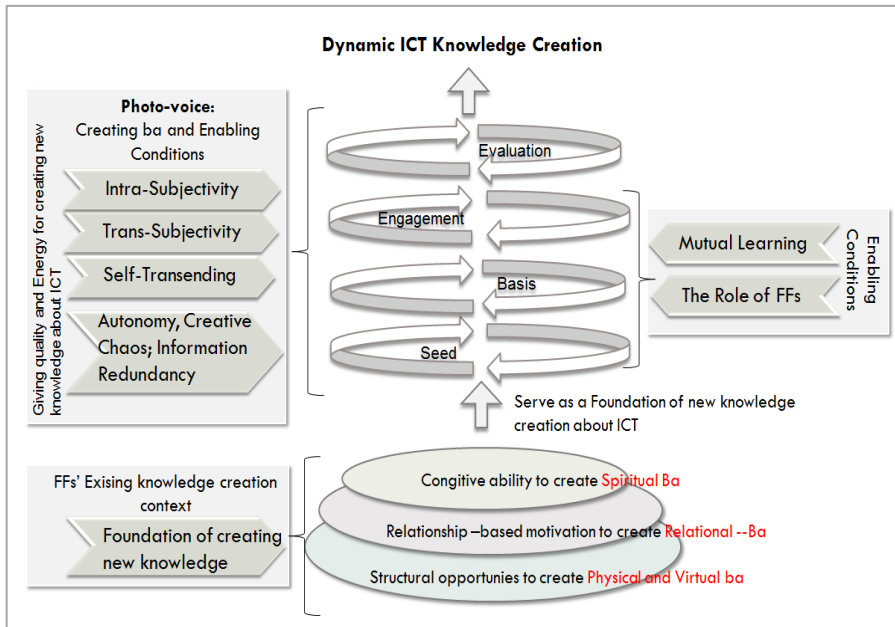 Dynamic ICT Knowledge Creation
Giving quality and Energy for creating new
knowledge about ICT
Photo-voice:
Creating ba and Enabling
Conditions
Intra-Subjectivity
Trans-Subjectivity
Self-Transending
Autonomy, Creative
Chaos; Information
Redundancy
Evaluation
Engagement
Basis
Seed
Mutual Learning
The Role of FFs
Enabling
Conditions
Serve as a Foundation of new knowledge
creation about ICT
FFs' Exising knowledge creation
context
Foundation of creating
new knowledge
Congitive ability to create Spiritual Ba
Relationship –based motivation to create Relational --Ba
Structural opportunies to create Physical and Virtual ba